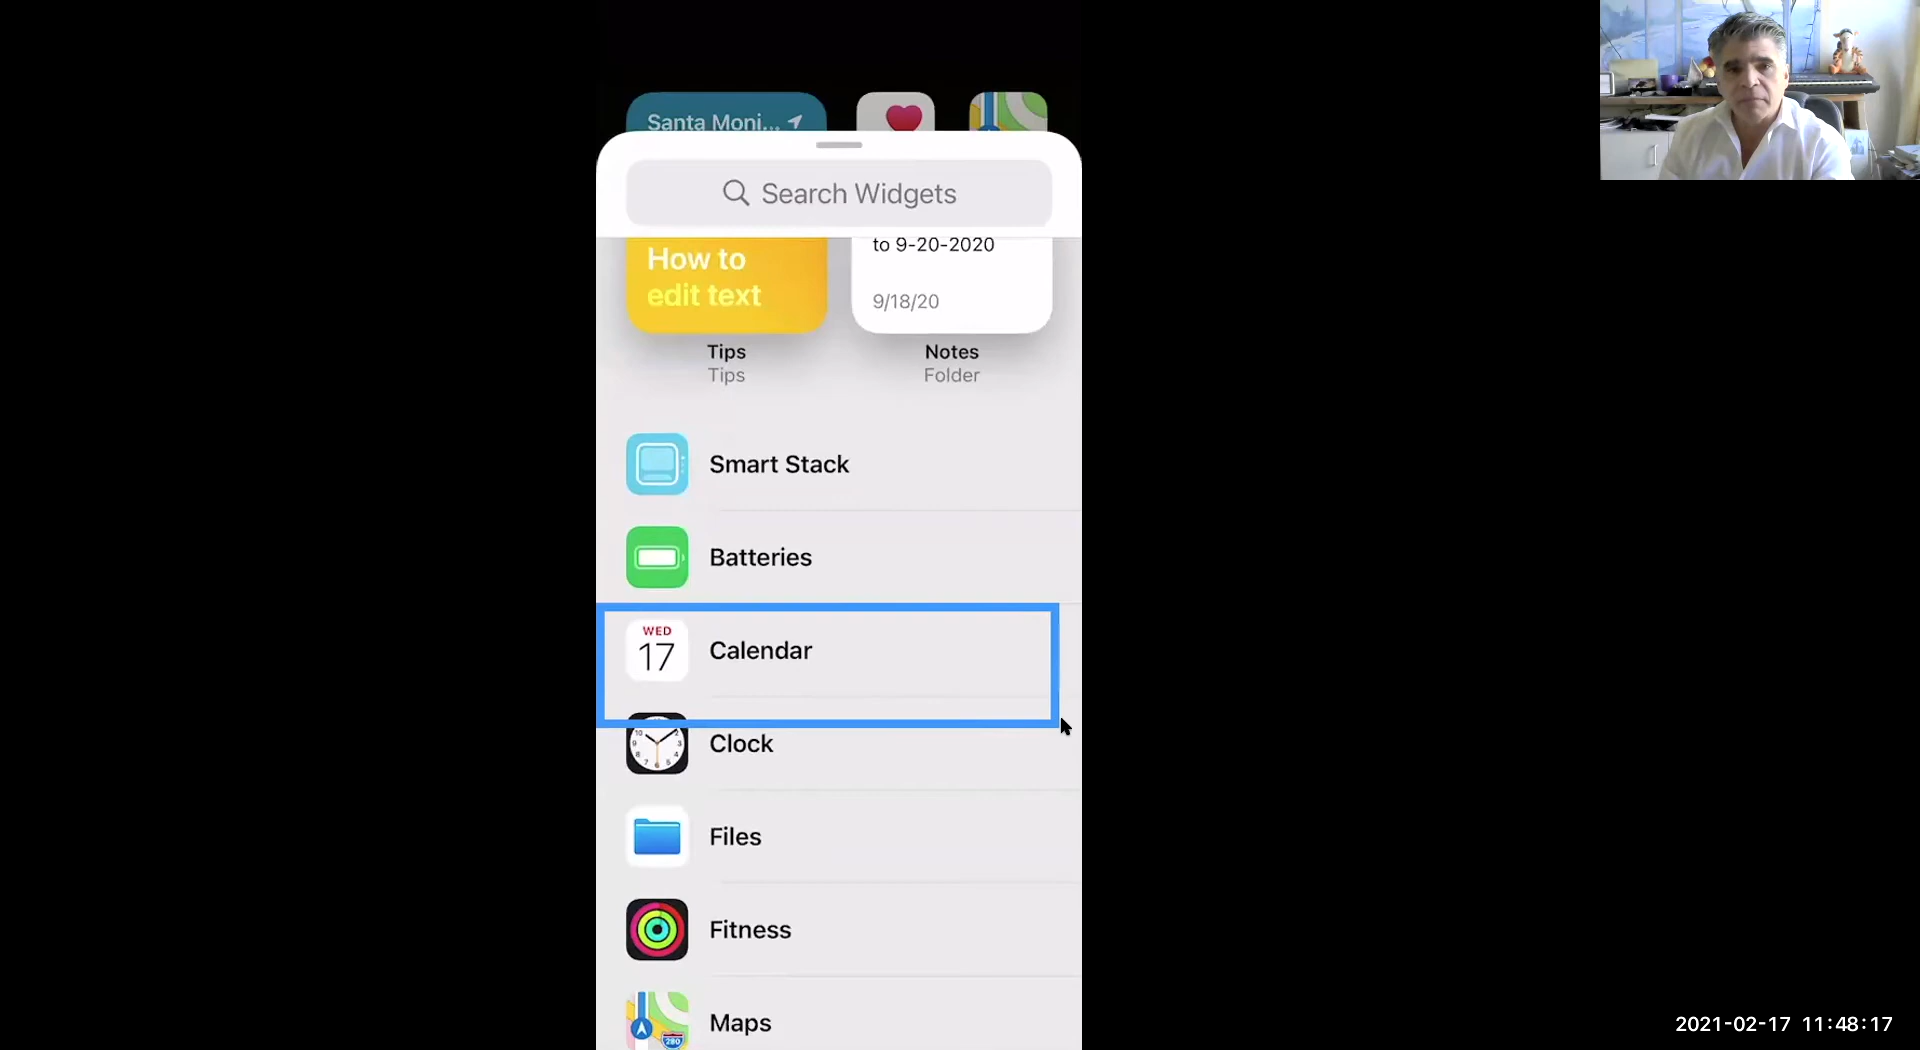 Santa Moni...
Search Widgets
How to
edit text
to 9-20-2020
9/18/20
Tips
Tips
Notes
Folder
Smart Stack
Batteries
WED
17
Calendar
Clock
Files
Fitness
280
Maps
2021-02-17 11:48:17